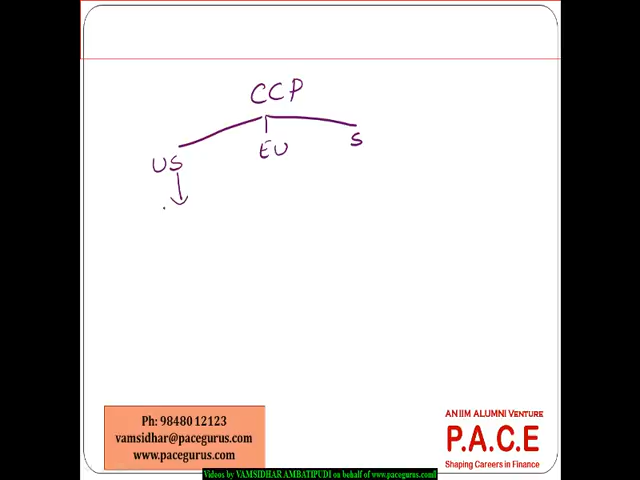 CCP
US
EU
S
Ph: 98480 12123
vamsidhar@pacegurus.com
www.pacegurus.com
AN IIM ALUMNI VENTURE
P.A.C.E
Shaping Careers in Finance
Videos by VAMSIDHAR AMBATIPUDI on behalf of www.pacegurus.com